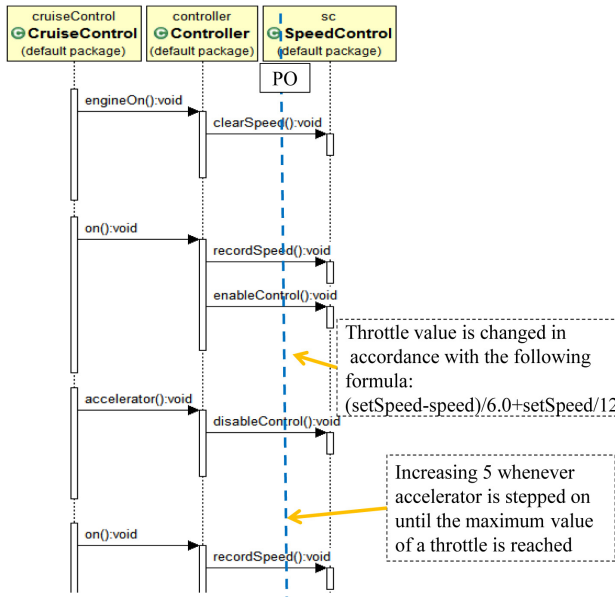 cruiseControl
CruiseControl
(default package)
controller
Controller
(default package)
sc
SpeedControl
(default package)
PO
engineOn():void
clearSpeed():void
on():void
recordSpeed():void
enableControl():void
Throttle value is changed in
accordance with the following
formula:
(setSpeed-speed)/6.0+setSpeed/12
accelerator():void
disableControl():void
Increasing 5 whenever
accelerator is stepped on
until the maximum value
of a throttle is reached
on():void
recordSpeed():void